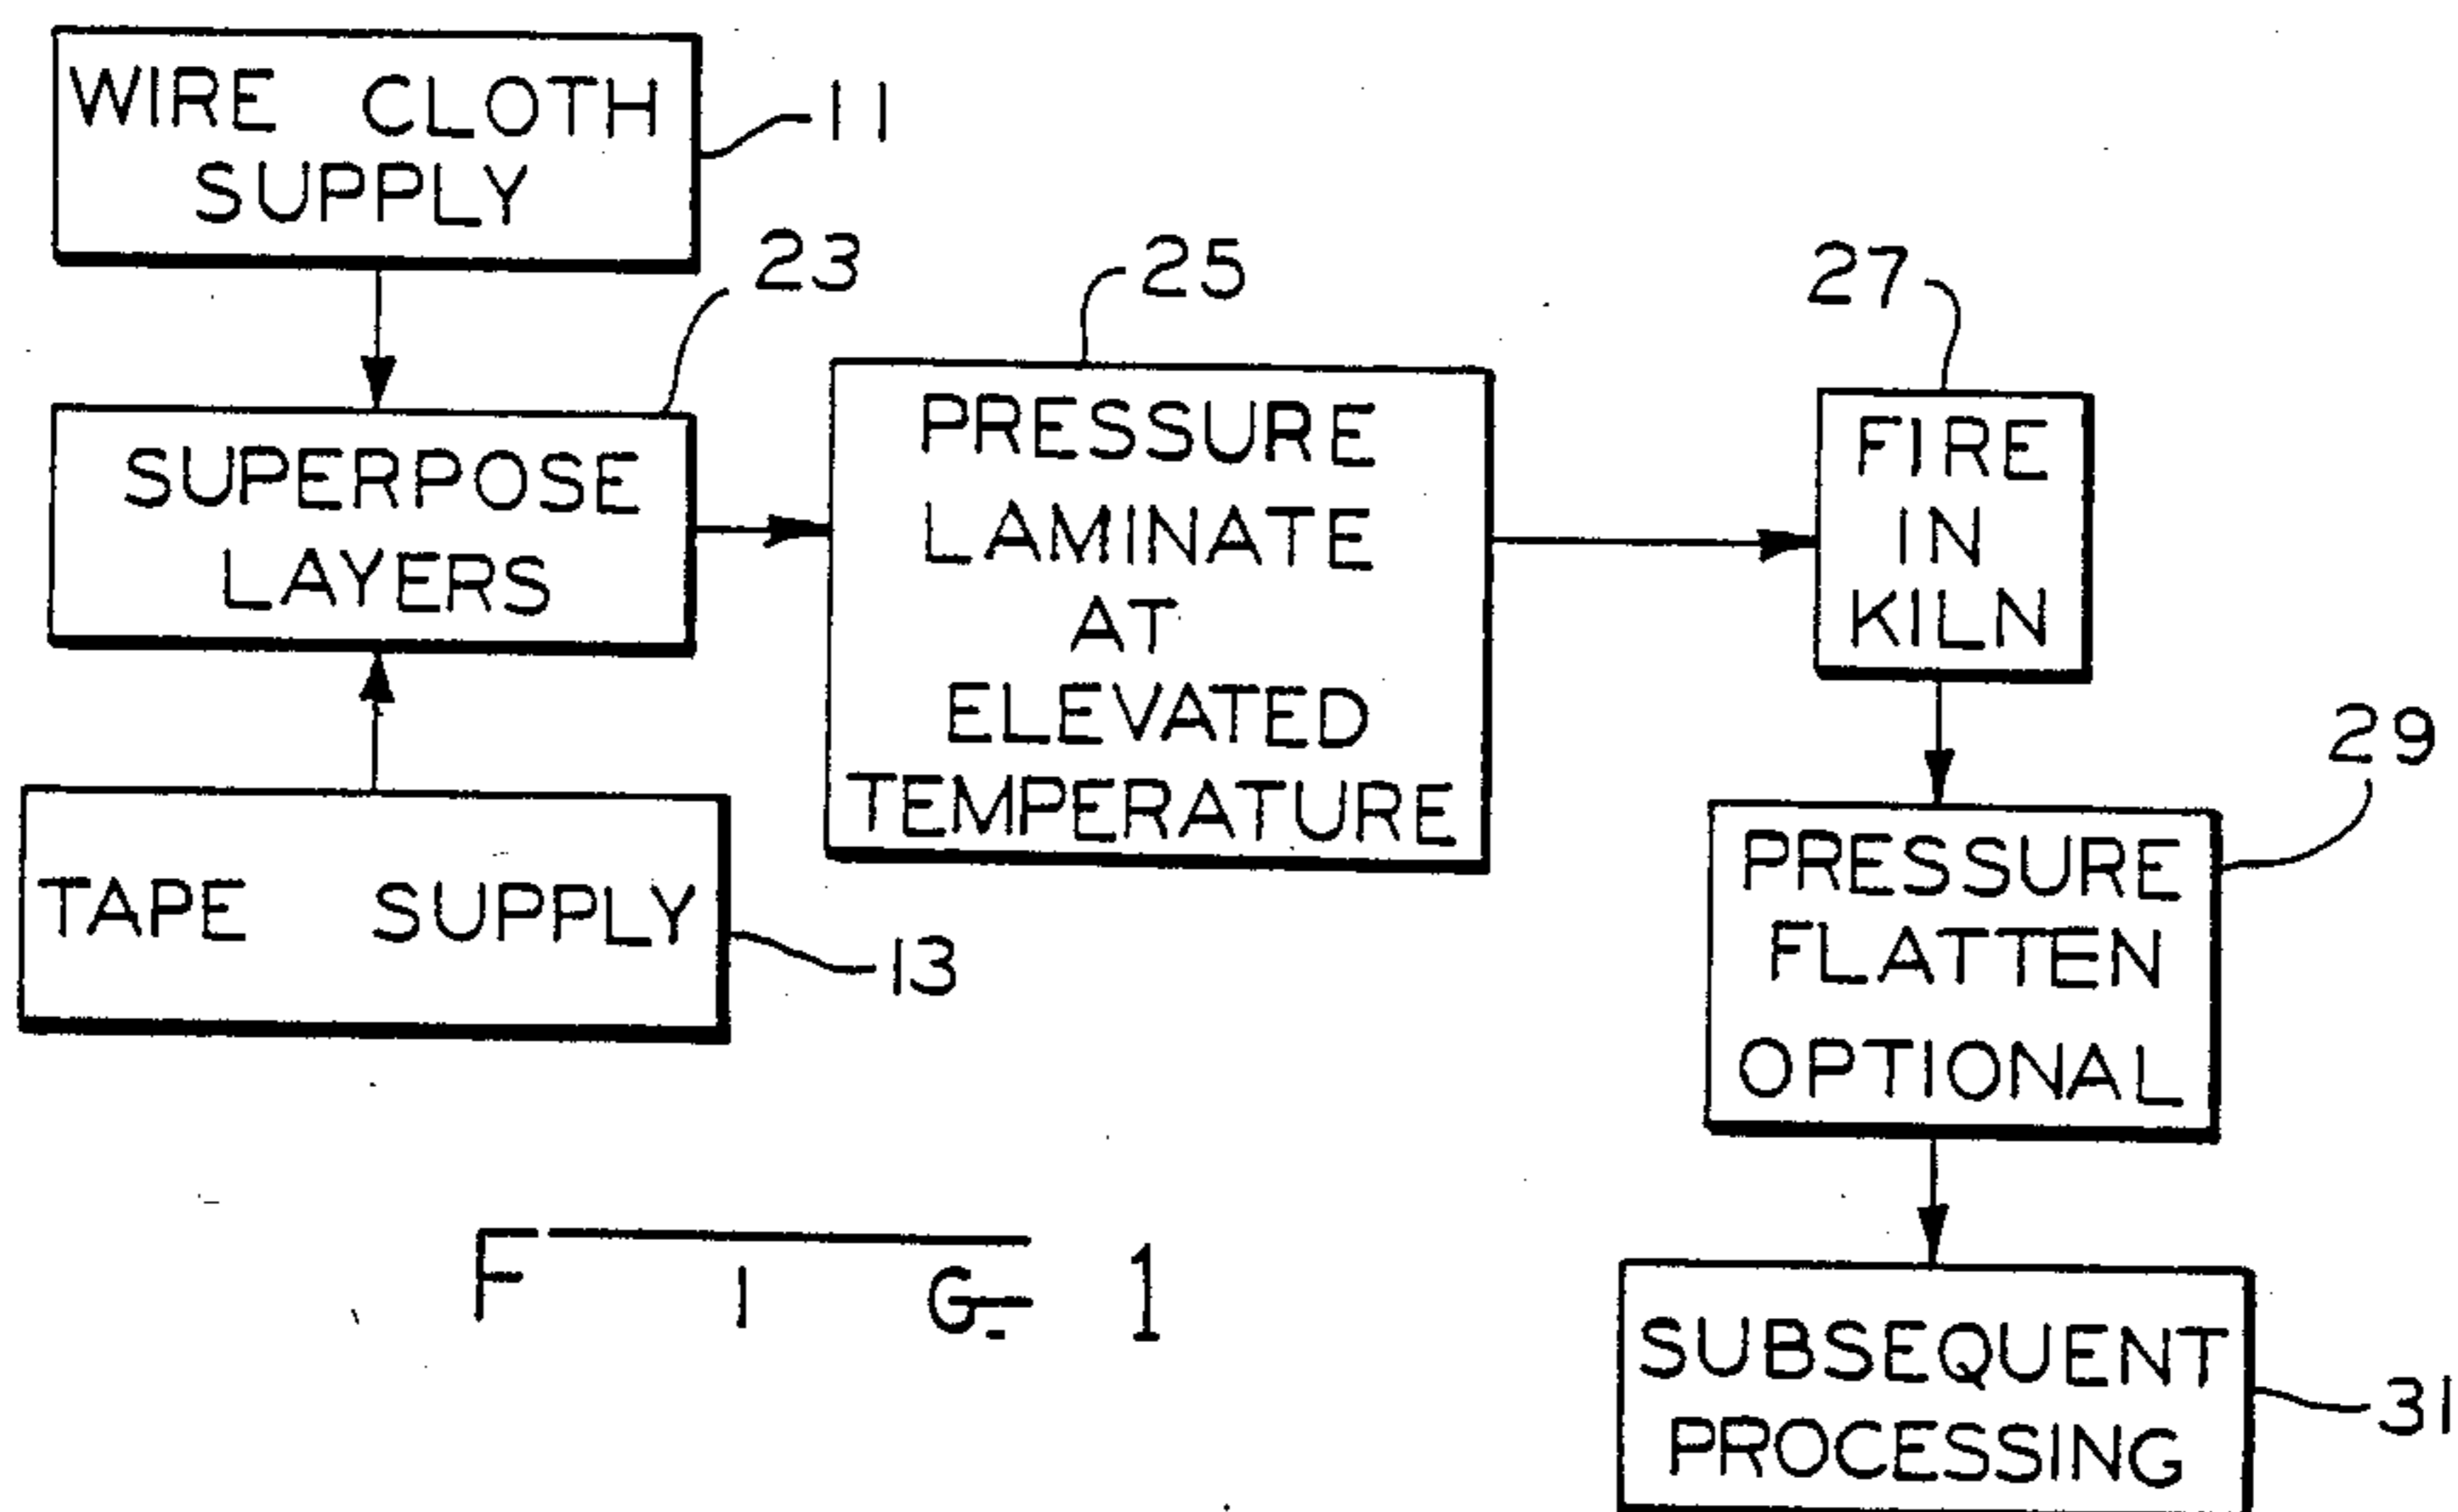 WIRE CLOTH
SUPPLY
11
23
SUPERPOSE
LAYERS
TAPE SUPPLY
13
25
PRESSURE
LAMINATE
AT
ELEVATED
TEMPERATURE
27
FIRE
IN
KILN
29
PRESSURE
FLATTEN
OPTIONAL
SUBSEQUENT
PROCESSING
31
FIG- 1